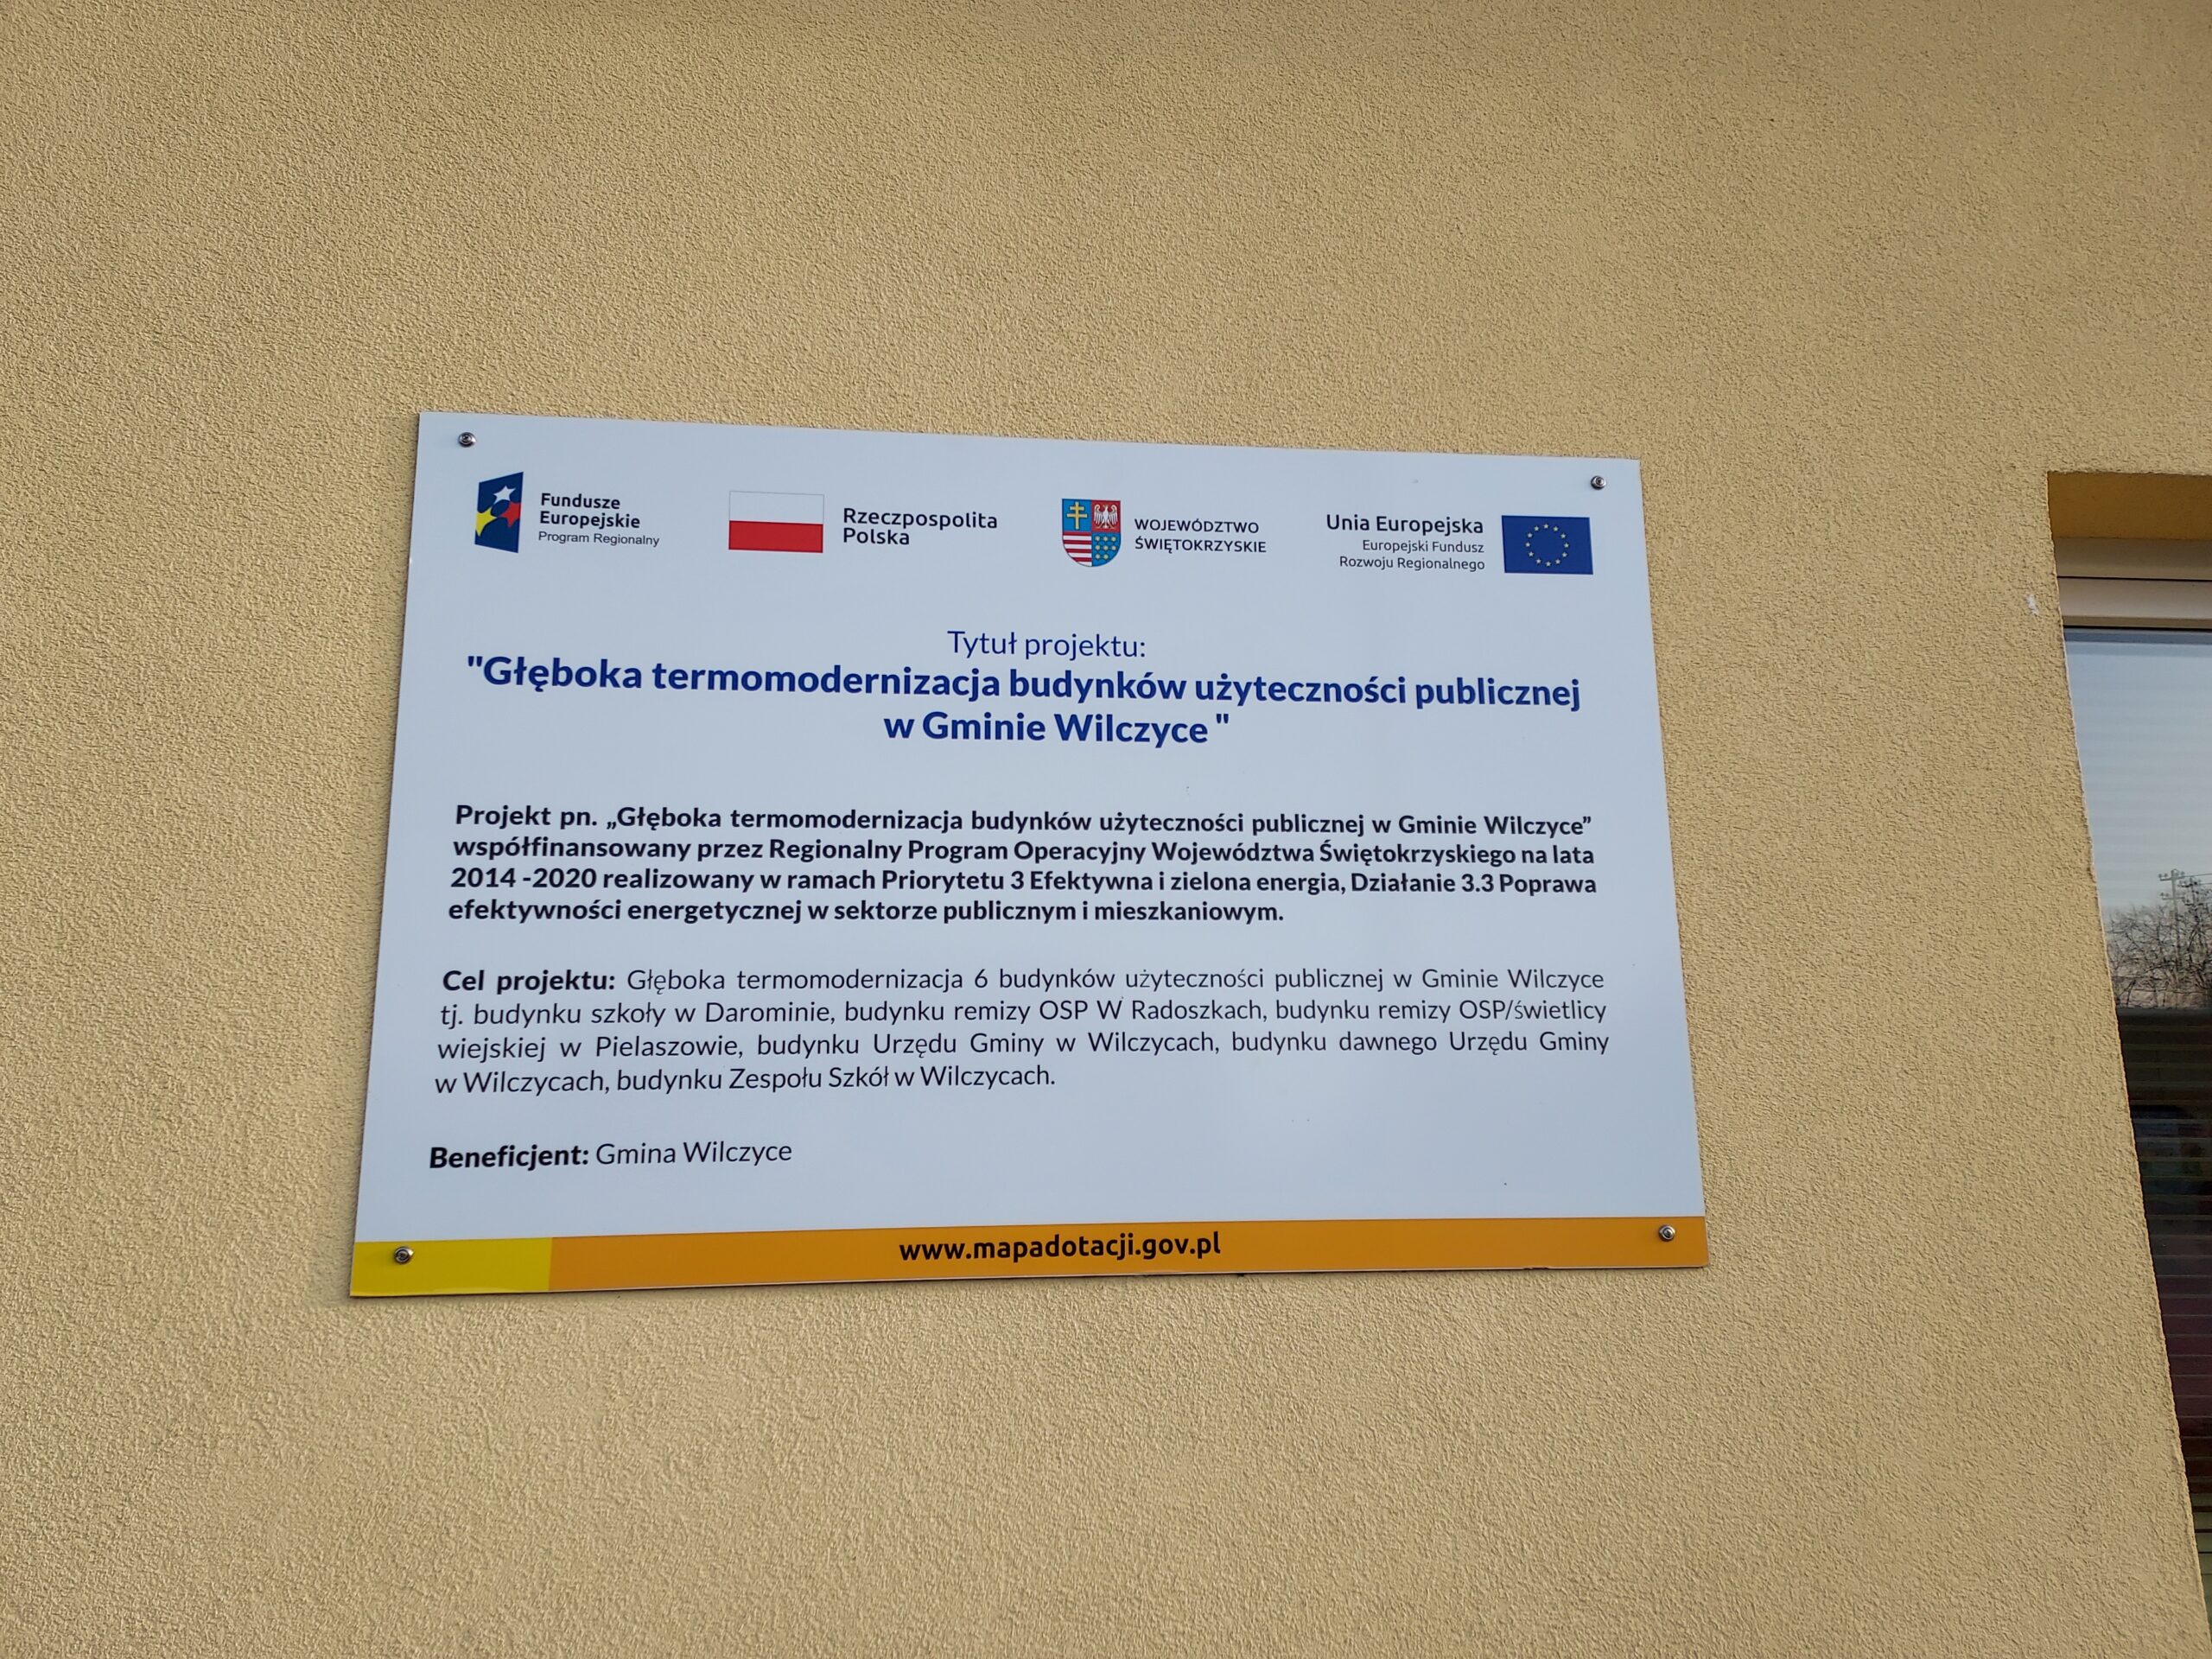 Fundusze
Europejskie
Program Regionalny
Rzeczpospolita
Polska
WOJEWÓDZTWO
ŚWIĘTOKRZYSKIE
Unia Europejska
Europejski Fundusz
Rozwoju Regionalnego
Tytuł projektu:
"Głęboka termomodernizacja budynków użyteczności publicznej
w Gminie Wilczyce "
Projekt pn. „Głęboka termomodernizacja budynków użyteczności publicznej w Gminie Wilczyce”
współfinansowany przez Regionalny Program Operacyjny Województwa Świętokrzyskiego na lata
2014 -2020 realizowany w ramach Priorytetu 3 Efektywna i zielona energia, Działanie 3.3 Poprawa
efektywności energetycznej w sektorze publicznym i mieszkaniowym.
Cel projektu: Głęboka termomodernizacja 6 budynków użyteczności publicznej w Gminie Wilczyce
tj. budynku szkoły w Darominie, budynku remizy OSP W Radoszkach, budynku remizy OSP/świetlicy
wiejskiej w Pielaszowie, budynku Urzędu Gminy w Wilczycach, budynku dawnego Urzędu Gminy
w Wilczycach, budynku Zespołu Szkół w Wilczycach.
Beneficjent: Gmina Wilczyce
www.mapadotacji.gov.pl